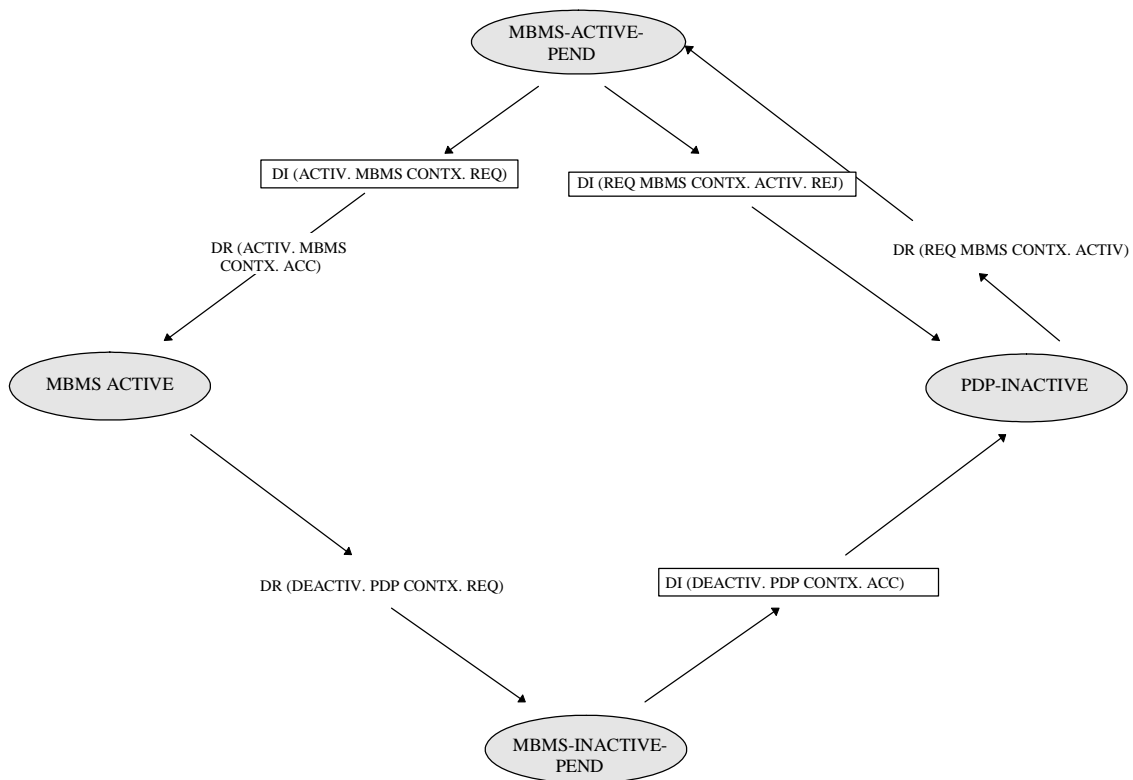 MBMS-ACTIVE-
PEND
DI (ACTIV. MBMS CONTX. REQ)
DI (REQ MBMS CONTX. ACTIV. REJ)
DR (ACTIV. MBMS
CONTX. ACC)
DR (REQ MBMS CONTX. ACTIV)
MBMS ACTIVE
PDP-INACTIVE
DR (DEACTIV. PDP CONTX. REQ)
DI (DEACTIV. PDP CONTX. ACC)
MBMS-INACTIVE-
PEND